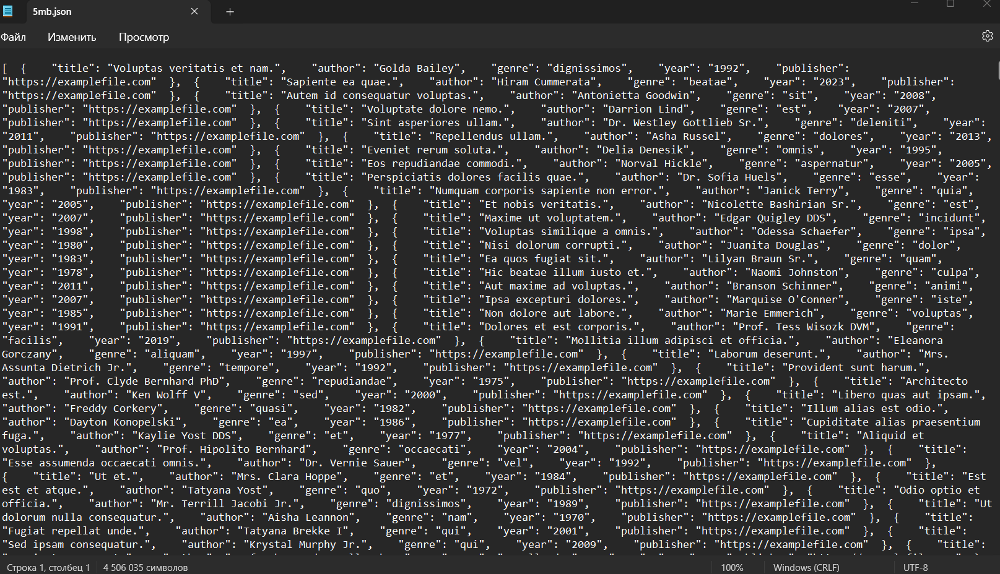 5mb.json
Файл Изменить Просмотр
[  {    "title": "Voluptas veritatis et nam.",     "author": "Golda Bailey",     "genre": "dignissimos",     "year": "1992",     "publisher":
"https://examplefile.com"  },  {    "title": "Sapiente ea quae.",     "author": "Hiram Cummerata",     "genre": "beatae",     "year": "2023",     "publisher":
"https://examplefile.com"  },  {    "title": "Autem id consequatur voluptas.",     "author": "Antonietta Goodwin",     "genre": "sit",     "year": "2008",
"publisher": "https://examplefile.com"  },  {    "title": "Voluptate dolore nemo.",     "author": "Darrion Lind",     "genre": "est",     "year": "2007",
"publisher": "https://examplefile.com"  },  {    "title": "Sint asperiores ullam.",     "author": "Dr. Westley Gottlieb Sr.",     "genre": "deleniti",     "year":
"2011",     "publisher": "https://examplefile.com"  },  {    "title": "Repellendus ullam.",     "author": "Asha Russel",     "genre": "dolores",     "year": "2013",
"publisher": "https://examplefile.com"  },  {    "title": "Eveniet rerum soluta.",     "author": "Delia Denesik",     "genre": "omnis",     "year": "1995",
"publisher": "https://examplefile.com"  },  {    "title": "Eos repudiandae commodi.",     "author": "Norval Hickle",     "genre": "aspernatur",     "year": "2005",
"publisher": "https://examplefile.com"  },  {    "title": "Perspiciatis dolores facilis quae.",     "author": "Dr. Sofia Huels",     "genre": "esse",     "year":
"1983",     "publisher": "https://examplefile.com"  },  {    "title": "Numquam corporis sapiente non error.",     "author": "Janick Terry",     "genre": "quia",
"year": "2005",     "publisher": "https://examplefile.com"  },  {    "title": "Et nobis veritatis.",     "author": "Nicolette Bashirian Sr.",     "genre": "est",
"year": "2007",     "publisher": "https://examplefile.com"  },  {    "title": "Maxime ut voluptatem.",     "author": "Edgar Quigley DDS",     "genre": "incidunt",
"year": "1998",     "publisher": "https://examplefile.com"  },  {    "title": "Voluptas similique a omnis.",     "author": "Odessa Schaefer",     "genre": "ipsa",
"year": "1980",     "publisher": "https://examplefile.com"  },  {    "title": "Nisi dolorum corrupti.",     "author": "Juanita Douglas",     "genre": "dolor",
"year": "1983",     "publisher": "https://examplefile.com"  },  {    "title": "Ea quos fugiat sit.",     "author": "Lilyan Braun Sr.",     "genre": "quam",
"year": "1978",     "publisher": "https://examplefile.com"  },  {    "title": "Hic beatae illum iusto et.",     "author": "Naomi Johnston",     "genre": "culpa",
"year": "2011",     "publisher": "https://examplefile.com"  },  {    "title": "Aut maxime ad voluptas.",     "author": "Branson Schinner",     "genre": "animi",
"year": "2007",     "publisher": "https://examplefile.com"  },  {    "title": "Ipsa excepturi dolores.",     "author": "Marquise O'Conner",     "genre": "iste",
"year": "1985",     "publisher": "https://examplefile.com"  },  {    "title": "Non dolore aut labore.",     "author": "Marie Emmerich",     "genre": "voluptas",
"year": "1991",     "publisher": "https://examplefile.com"  },  {    "title": "Dolores et est corporis.",     "author": "Prof. Tess Wisozk DVM",     "genre":
"facilis",     "year": "2019",     "publisher": "https://examplefile.com"  },  {    "title": "Mollitia illum adipisci et officia.",     "author": "Eleanora
Gorczany",     "genre": "aliquam",     "year": "1997",     "publisher": "https://examplefile.com"  },  {    "title": "Laborum deserunt.",     "author": "Mrs.
Assunta Dietrich Jr.",     "genre": "tempore",     "year": "1992",     "publisher": "https://examplefile.com"  },  {    "title": "Provident sunt harum.",
"author": "Prof. Clyde Bernhard PhD",     "genre": "repudiandae",     "year": "1975",     "publisher": "https://examplefile.com"  },  {    "title": "Architecto
est.",     "author": "Ken Wolff V",     "genre": "sed",     "year": "2000",     "publisher": "https://examplefile.com"  },  {    "title": "Libero quas aut ipsam.",
"author": "Freddy Corkery",     "genre": "quasi",     "year": "1982",     "publisher": "https://examplefile.com"  },  {    "title": "Illum alias est odio.",
"author": "Dayton Konopelski",     "genre": "ea",     "year": "1986",     "publisher": "https://examplefile.com"  },  {    "title": "Cupiditate alias praesentium
fuga.",     "author": "Kaylie Yost DDS",     "genre": "et",     "year": "1977",     "publisher": "https://examplefile.com"  },  {    "title": "Aliquid et
voluptas.",     "author": "Prof. Hipolito Bernhard",     "genre": "occaecati",     "year": "2004",     "publisher": "https://examplefile.com"  },  {    "title":
"Esse assumenda occaecati omnis.",     "author": "Dr. Vernie Sauer",     "genre": "vel",     "year": "1992",     "publisher": "https://examplefile.com"  },
{    "title": "Ut et.",     "author": "Mrs. Clara Hoppe",     "genre": "et",     "year": "1984",     "publisher": "https://examplefile.com"  },  {    "title": "Est
est et atque.",     "author": "Tatyana Yost",     "genre": "quo",     "year": "1972",     "publisher": "https://examplefile.com"  },  {    "title": "Odio optio et
officia.",     "author": "Mr. Terrill Jacobi Jr.",     "genre": "dignissimos",     "year": "1989",     "publisher": "https://examplefile.com"  },  {    "title": "Ut
dolorum nulla consequatur.",     "author": "Aisha Leannon",     "genre": "nam",     "year": "1970",     "publisher": "https://examplefile.com"  },  {    "title":
"Fugiat repellat unde.",     "author": "Tatyana Brekke I",     "genre": "qui",     "year": "2001",     "publisher": "https://examplefile.com"  },  {    "title":
"Sed ipsam consequatur.",     "author": "Krystal Murphy Jr.",     "genre": "qui",     "year": "2009",     "publisher": "https://examplefile.com"  },  {    "title":
Строка 1, столбец 1 4 506 035 символов 100% Windows (CRLF) UTF-8